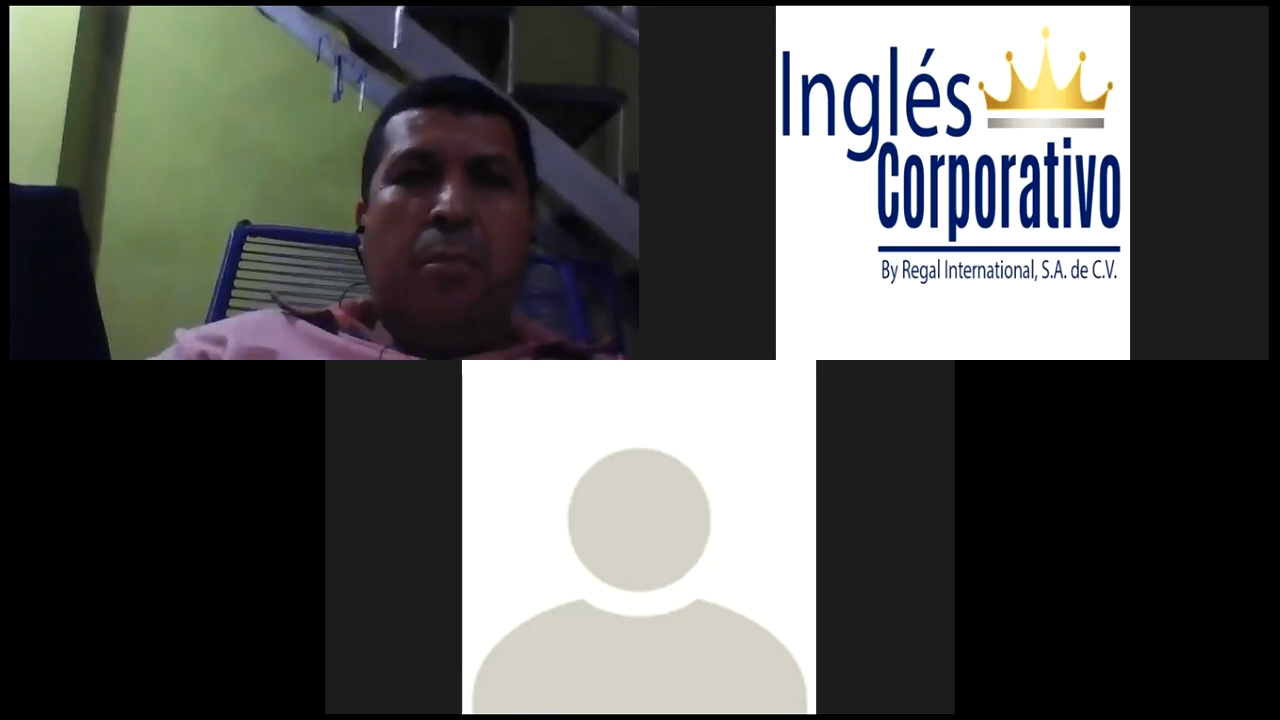 Inglés
Corporativo
By Regal International, S.A. de C.V.